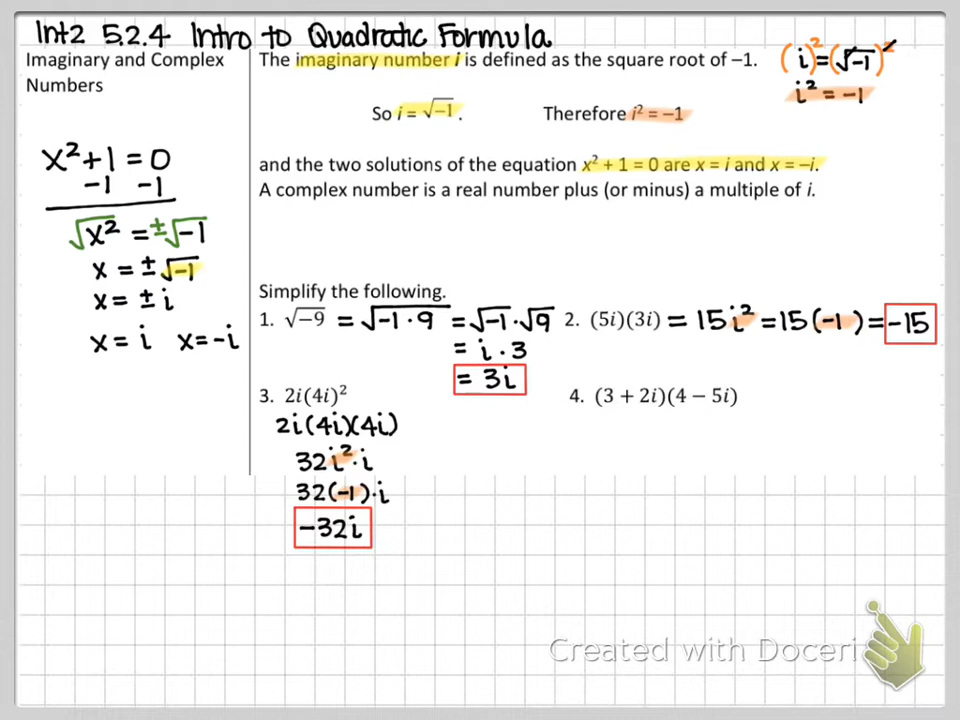 Int2 5.2.4 Intro to Quadratic Formula
Imaginary and Complex
Numbers
x² + 1 = 0
-1 -1
√x² = ±√-1
x = ±√-1
x = ± i
x = i x = -i
The imaginary number i is defined as the square root of –1.
(i)² = (√-1)²
i² = -1
So i = √−1. Therefore i² = −1
and the two solutions of the equation x² + 1 = 0 are x = i and x = –i.
A complex number is a real number plus (or minus) a multiple of i.
Simplify the following.
1. √−9 = √-1·9 = √-1·√9
= i · 3
= 3i
2. (5i)(3i) = 15i² = 15(-1) = -15
3. 2i(4i)²
2i(4i)(4i)
32i²·i
32(-1)·i
-32i
4. (3 + 2i)(4 − 5i)
Created with Doceri